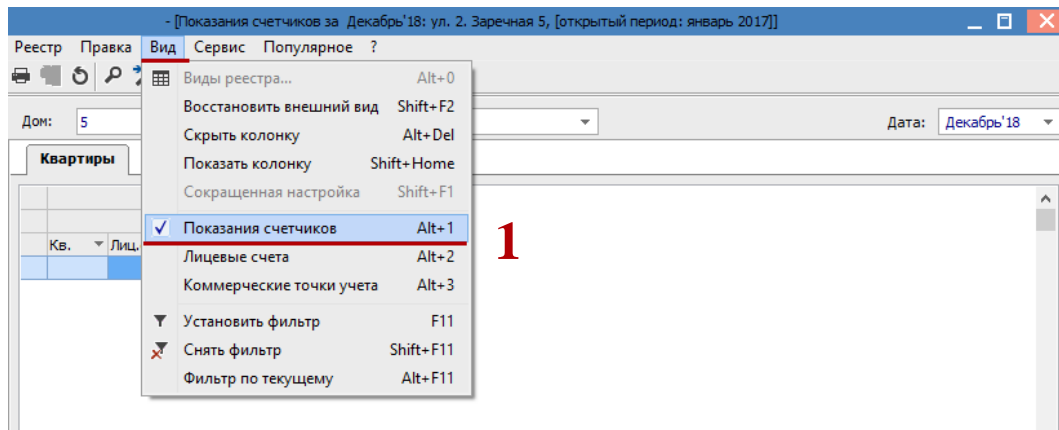 - [Показания счетчиков за Декабрь'18: ул. 2. Заречная 5, [открытый период: январь 2017]]
Реестр Правка Вид Сервис Популярное ?
Виды реестра... Alt+0
Восстановить внешний вид Shift+F2
Дом: 5 Дата: Декабрь'18
Скрыть колонку Alt+Del
Квартиры Показать колонку Shift+Home
Сокращенная настройка Shift+F1
Показания счетчиков Alt+1 1
Кв. Лиц.
Лицевые счета Alt+2
Коммерческие точки учета Alt+3
Установить фильтр F11
Снять фильтр Shift+F11
Фильтр по текущему Alt+F11